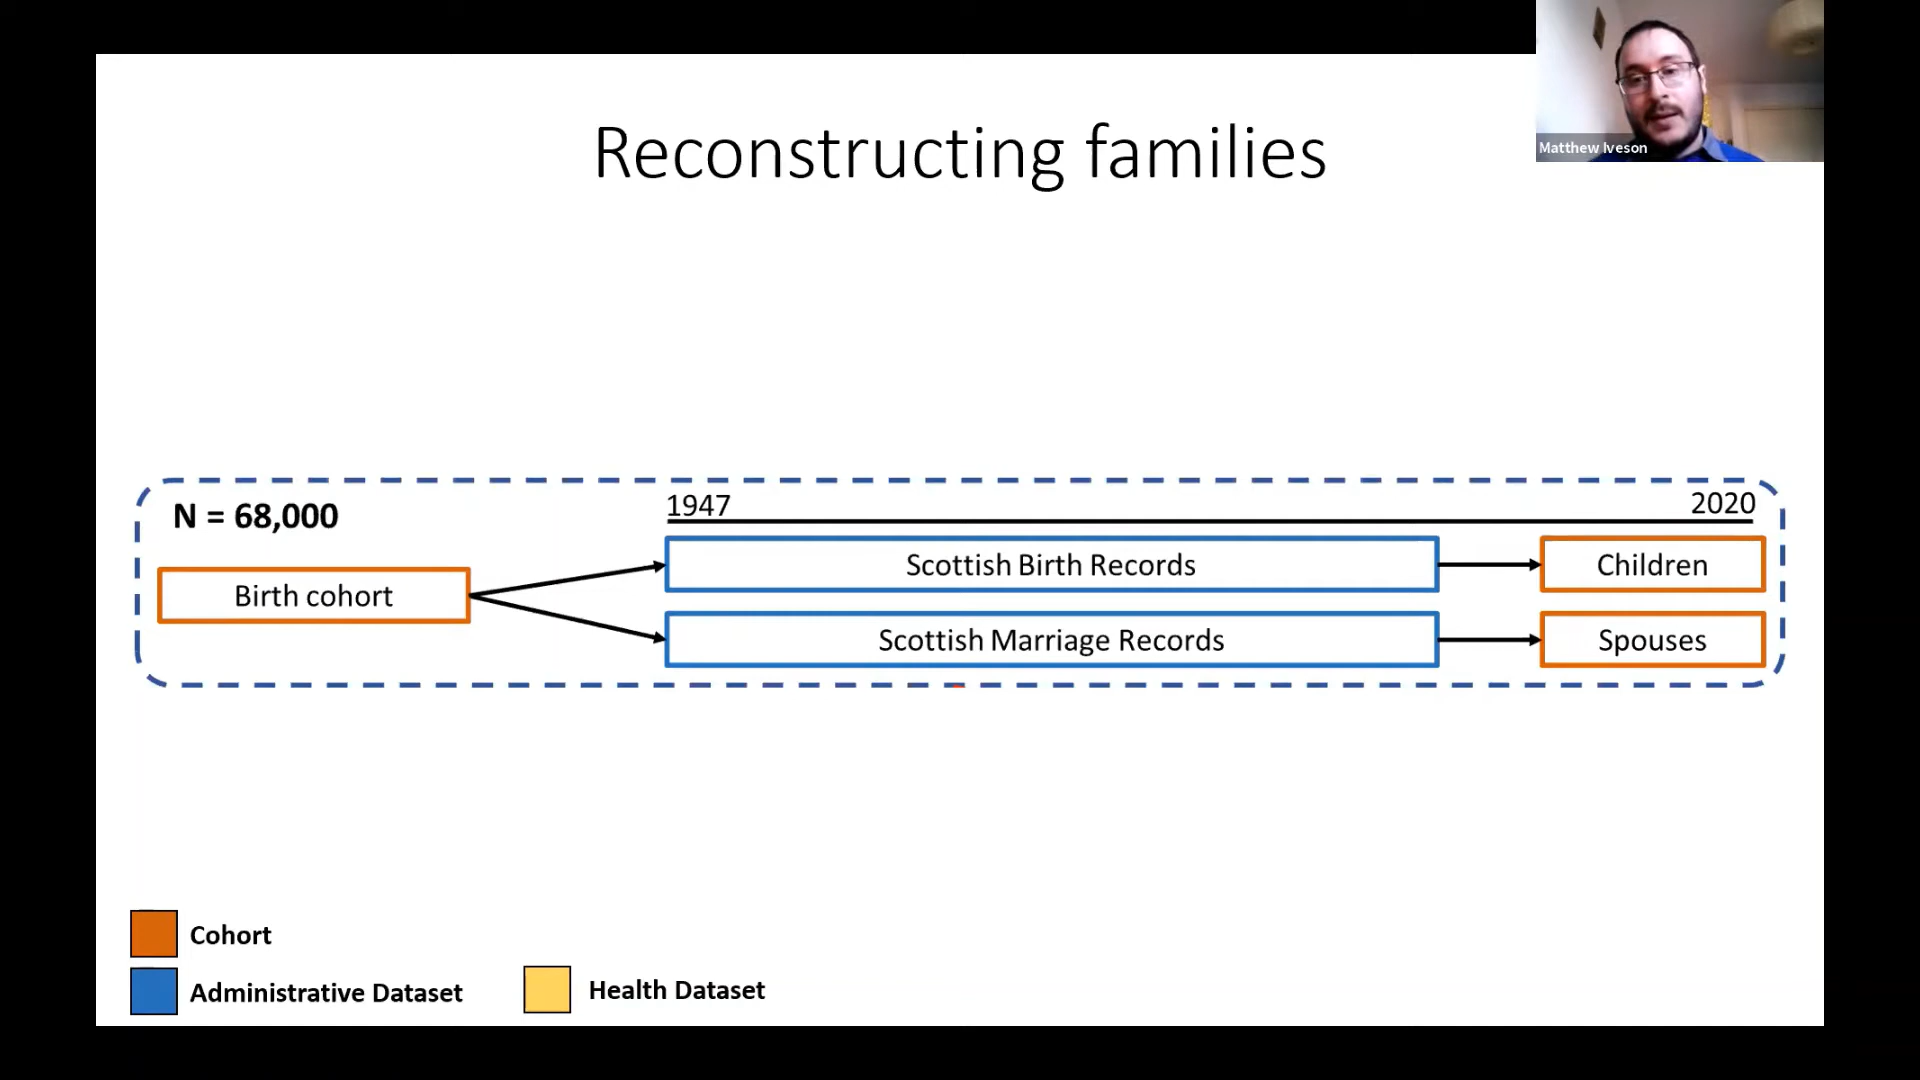 Matthew Iveson
Reconstructing families
N = 68,000
1947
2020
Birth cohort
Scottish Birth Records
Children
Scottish Marriage Records
Spouses
Cohort
Administrative Dataset
Health Dataset